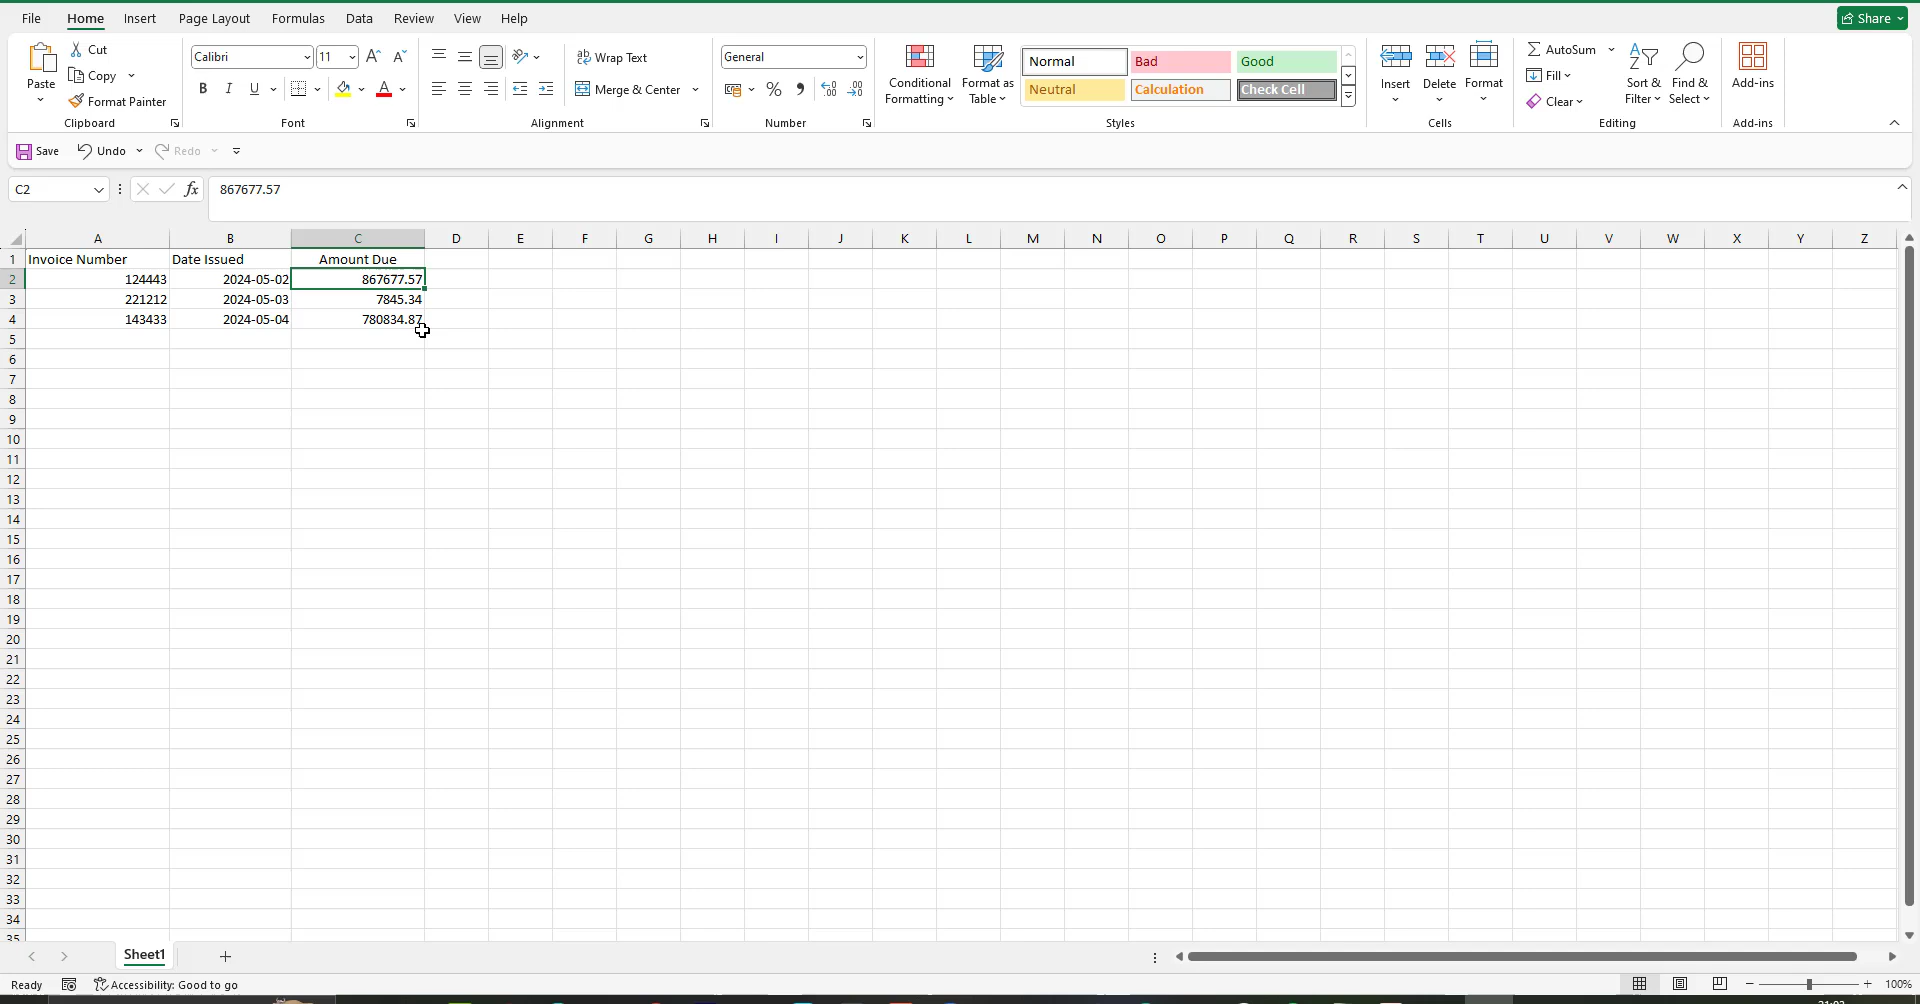 File Home Insert Page Layout Formulas Data Review View Help Share
Paste Cut Calibri 11 Wrap Text General Conditional Formatting Format as Table Normal Bad Good Insert Delete Format AutoSum Sort & Filter Find & Select Add-ins
Copy B I U Merge & Center % Neutral Calculation Check Cell Fill
Format Painter Clear
Clipboard Font Alignment Number Styles Cells Editing Add-ins
Save Undo Redo
C2 fx 867677.57
A B C D E F G H I J K L M N O P Q R S T U V W X Y Z
1 Invoice Number Date Issued Amount Due
2 124443 2024-05-02 867677.57
3 221212 2024-05-03 7845.34
4 143433 2024-05-04 780834.87
5
6
7
8
9
10
11
12
13
14
15
16
17
18
19
20
21
22
23
24
25
26
27
28
29
30
31
32
33
34
35
Sheet1
Ready Accessibility: Good to go 100%